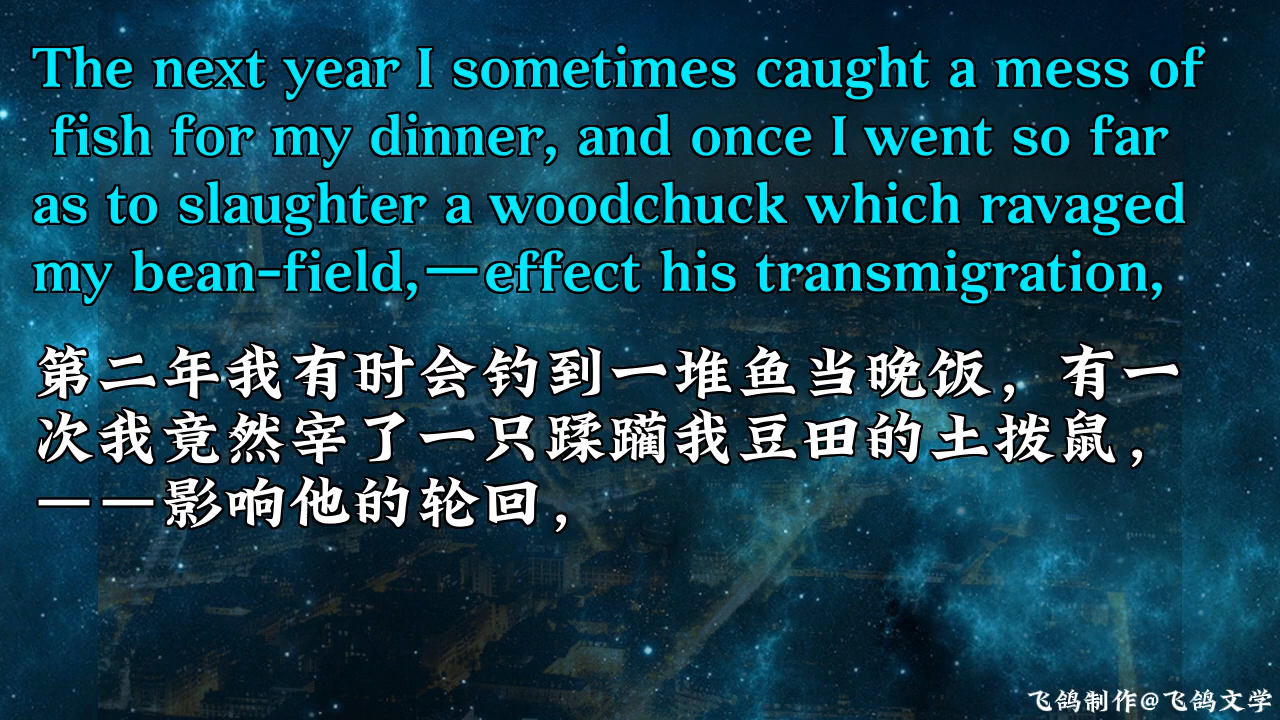 The next year I sometimes caught a mess of
fish for my dinner, and once I went so far
as to slaughter a woodchuck which ravaged
my bean-field,—effect his transmigration,
第二年我有时会钓到一堆鱼当晚饭，有一
次我竟然宰了一只蹂躏我豆田的土拨鼠，
——影响他的轮回，
飞鸽制作@飞鸽文学